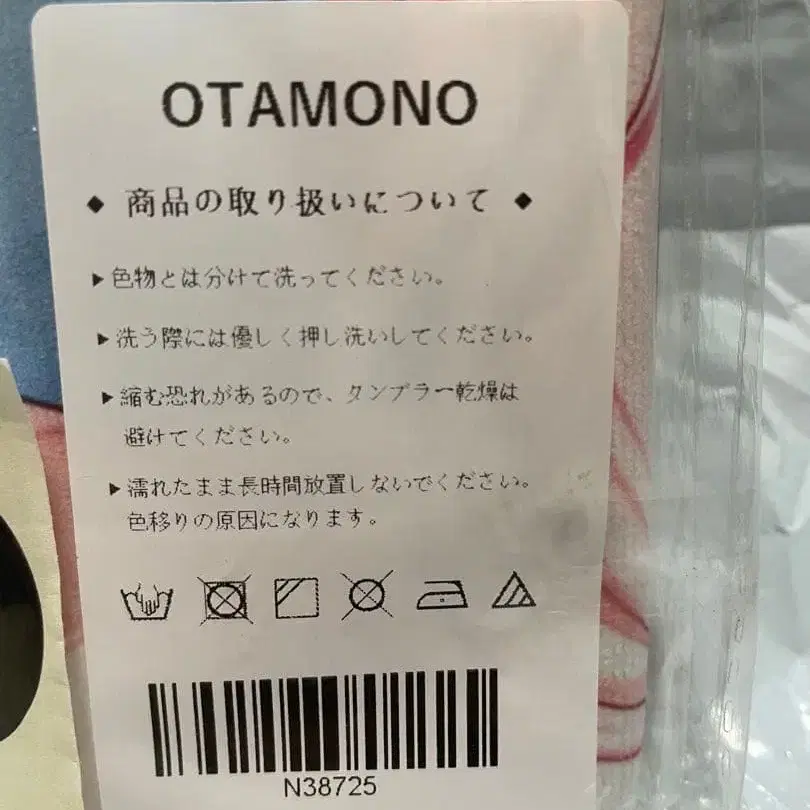 OTAMONO
◆ 商品の取り扱いについて ◆
▶色物とは分けて洗ってください。
▶洗う際には優しく押し洗いしてください。
▶縮む恐れがあるので、タンブラー乾燥は
避けてください。
▶濡れたまま長時間放置しないでください。
色移りの原因になります。
N38725